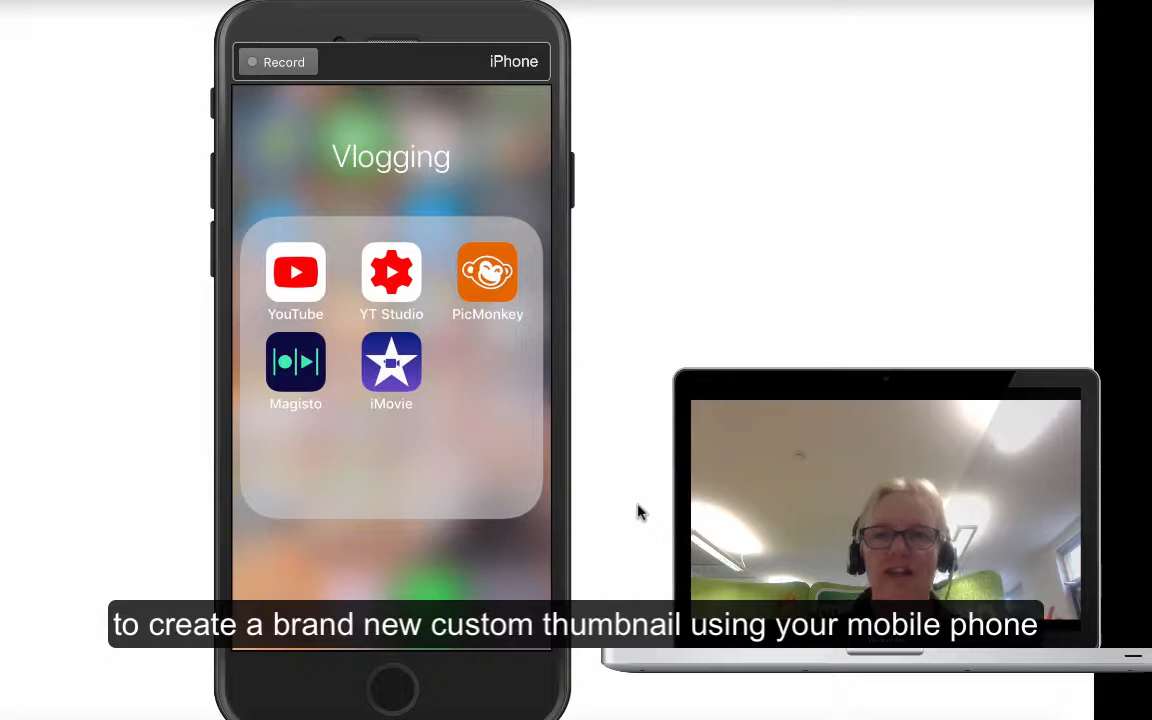 Record
iPhone
Vlogging
YouTube
YT Studio
PicMonkey
Magisto
iMovie
to create a brand new custom thumbnail using your mobile phone